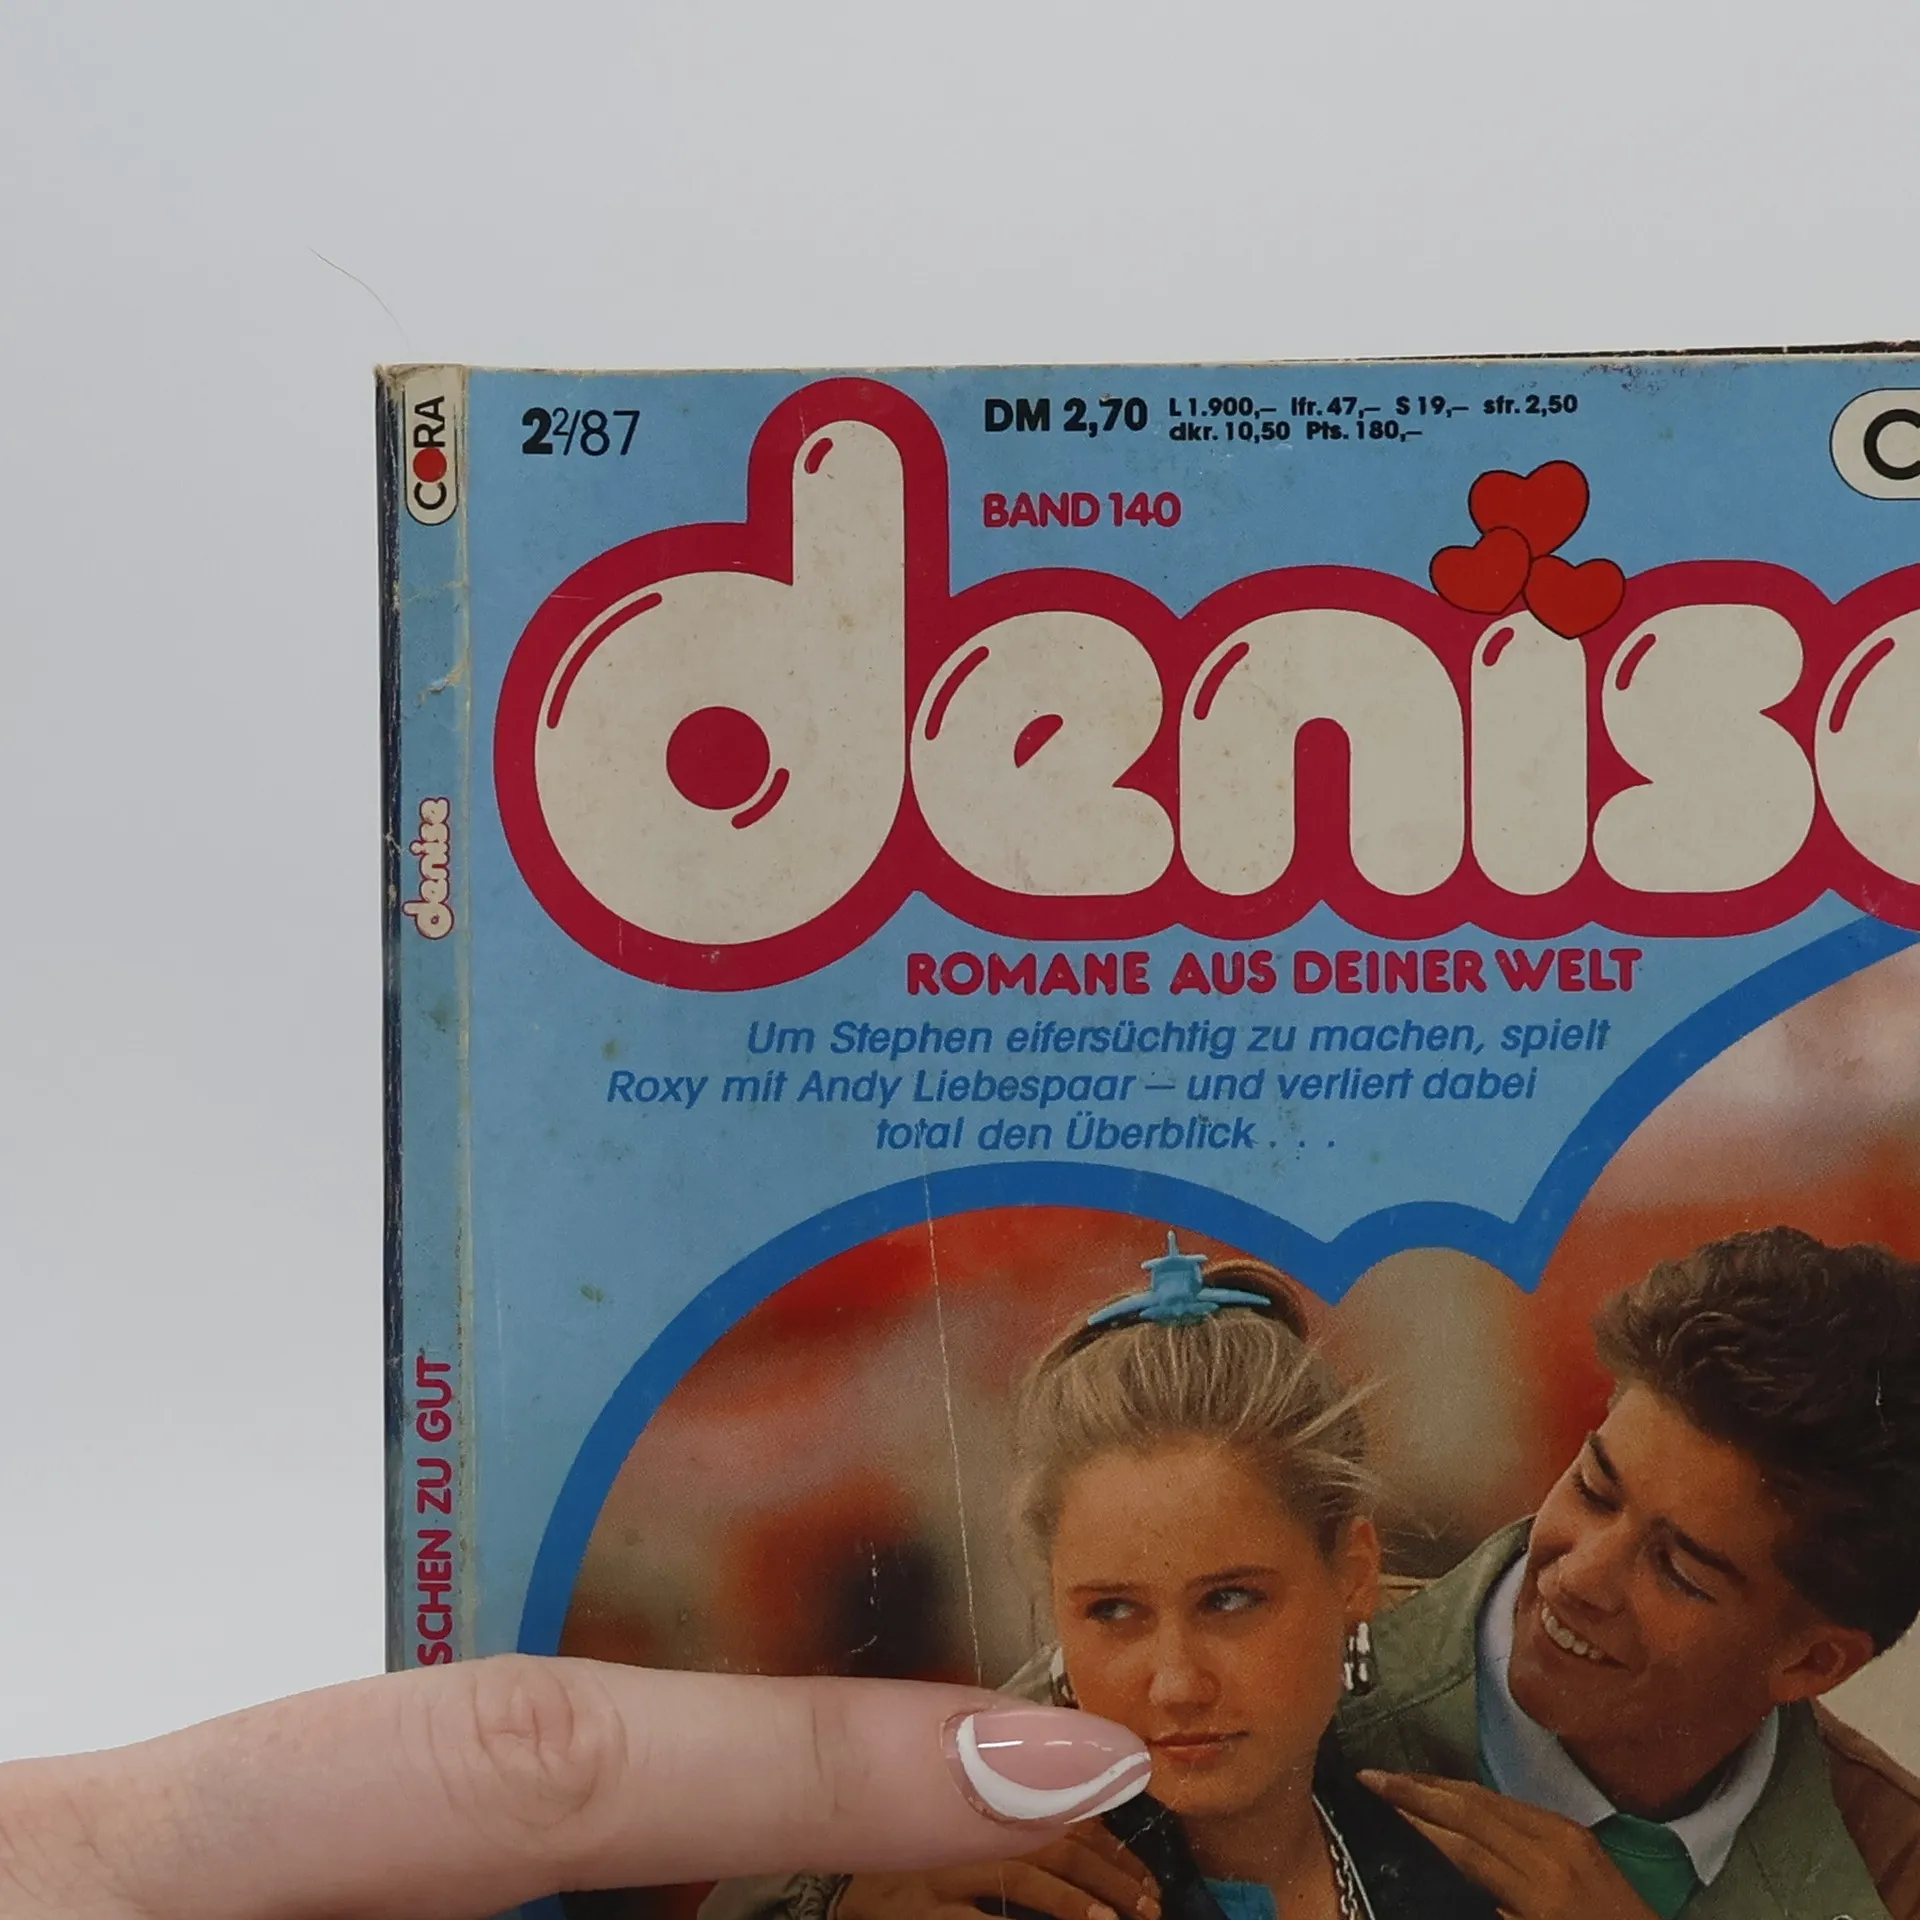 2²/87
DM 2,70
L 1.900,– lfr. 47,– S 19,– sfr. 2,50
dkr. 10,50 Pts. 180,–
BAND 140
denise
ROMANE AUS DEINER WELT
Um Stephen eifersüchtig zu machen, spielt
Roxy mit Andy Liebespaar – und verliert dabei
total den Überblick . . .
CORA
denise
SCHEN ZU GUT